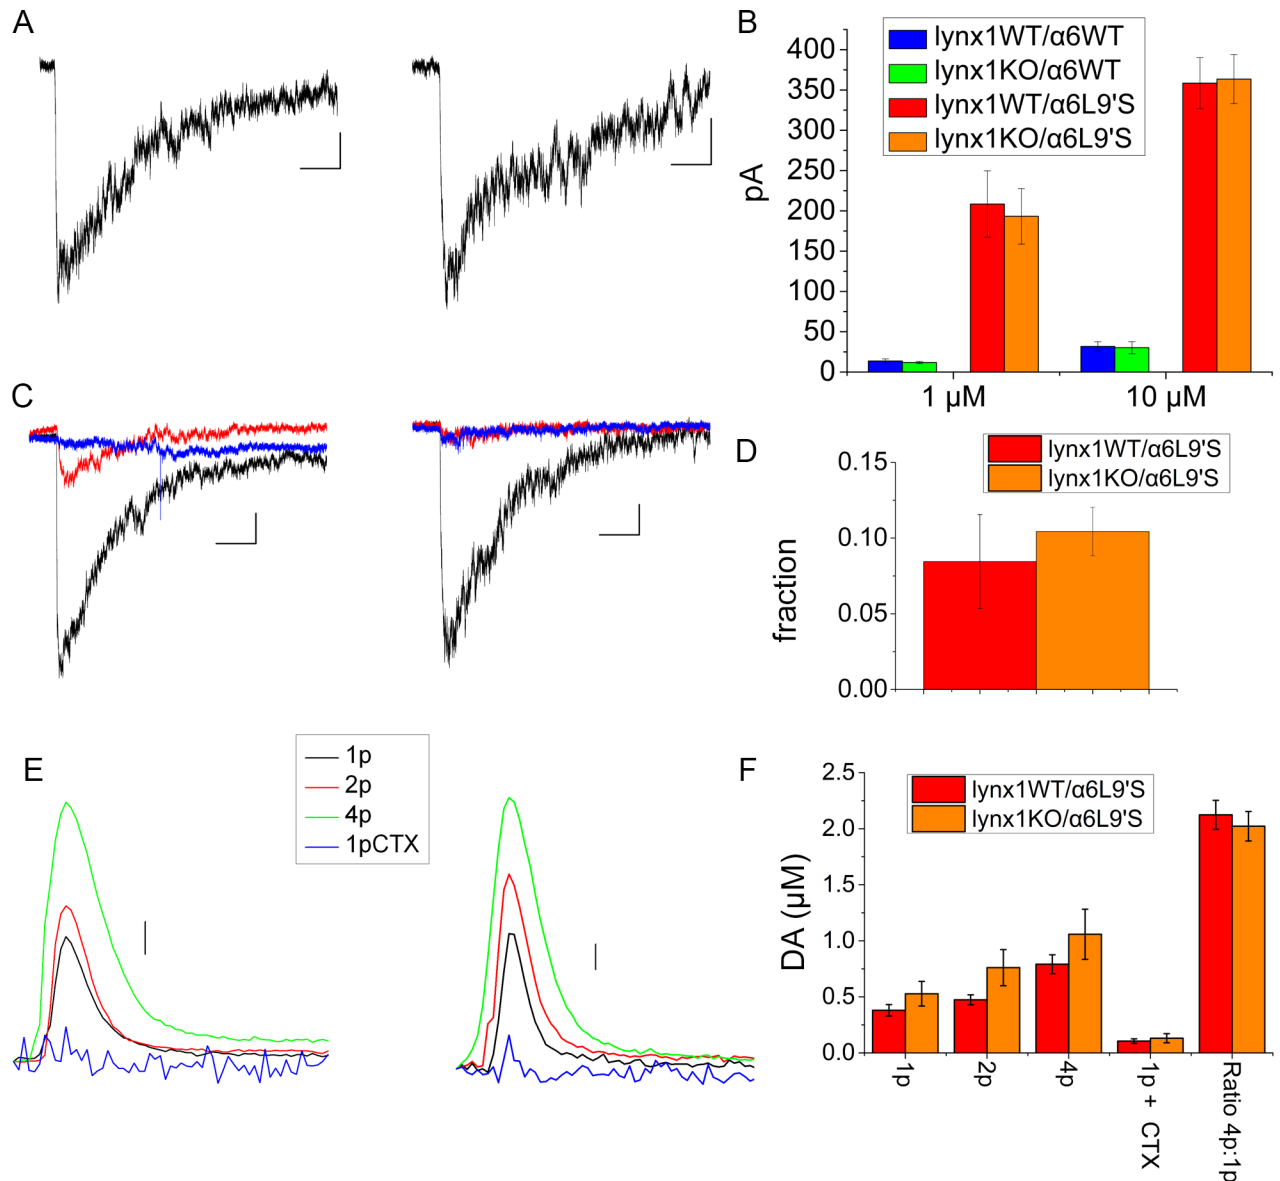 A
B
lynx1WT/α6WT
lynx1KO/α6WT
lynx1WT/α6L9'S
lynx1KO/α6L9'S
400
350
300
250
200
150
100
50
0
pA
1 μM
10 μM
C
D
lynx1WT/α6L9'S
lynx1KO/α6L9'S
0.15
0.10
0.05
0.00
fraction
E
1p
2p
4p
1pCTX
F
lynx1WT/α6L9'S
lynx1KO/α6L9'S
2.5
2.0
1.5
1.0
0.5
0.0
DA (μM)
1p
2p
4p
1p + CTX
Ratio 4p:1p